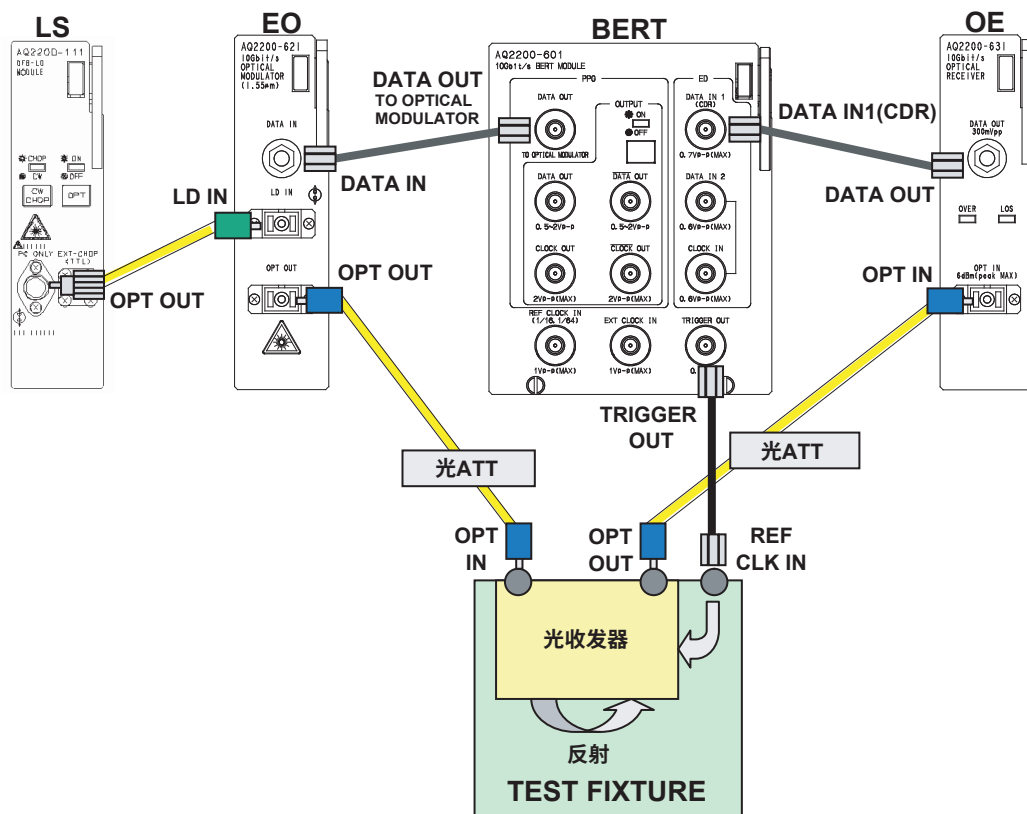 LS
EO
BERT
OE
AQ2200-111
DFB-LD
MODULE
CHOP
CW
ON
OFF
CW
CHOP
OPT
PC ONLY
EXT-CHOP
(TTL)
OPT OUT
AQ2200-621
10Gbit/s
OPTICAL
MODULATOR
(1.55μm)
DATA IN
LD IN
OPT OUT
LD IN
DATA IN
OPT OUT
DATA OUT
TO OPTICAL
MODULATOR
AQ2200-601
10Gbit/s BERT MODULE
PPG
ED
DATA OUT
TO OPTICAL MODULATOR
OUTPUT
ON
OFF
DATA IN 1
(CDR)
0.7Vp-p(MAX)
DATA OUT
0.5~2Vp-p
DATA OUT
0.5~2Vp-p
DATA IN 2
0.6Vp-p(MAX)
CLOCK OUT
2Vp-p(MAX)
CLOCK OUT
2Vp-p(MAX)
CLOCK IN
0.6Vp-p(MAX)
REF CLOCK IN
(1/16,1/64)
1Vp-p(MAX)
EXT CLOCK IN
1Vp-p(MAX)
TRIGGER OUT
0.
DATA IN1(CDR)
AQ2200-631
10Gbit/s
OPTICAL
RECEIVER
DATA OUT
300mVpp
DATA OUT
OVER
LOS
OPT IN
6dBm(peak MAX)
OPT IN
TRIGGER
OUT
光ATT
光ATT
OPT
IN
OPT
OUT
REF
CLK IN
光收发器
反射
TEST FIXTURE